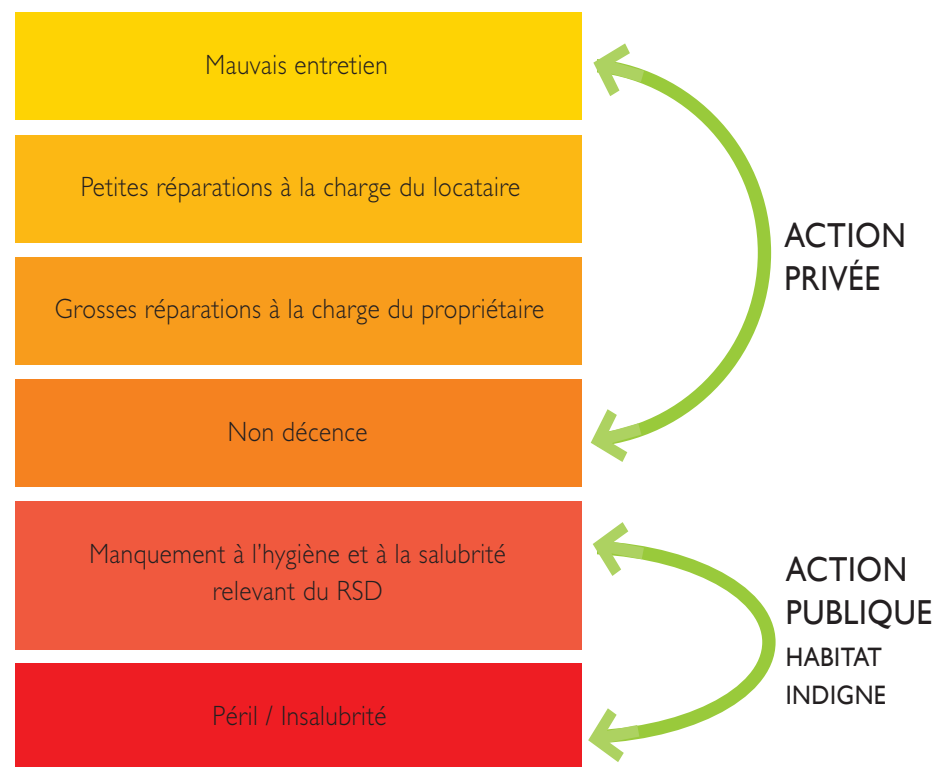 Mauvais entretien
Petites réparations à la charge du locataire
Grosses réparations à la charge du propriétaire
Non décence
ACTION
PRIVÉE
Manquement à l'hygiène et à la salubrité
relevant du RSD
Péril / Insalubrité
ACTION
PUBLIQUE
HABITAT
INDIGNE